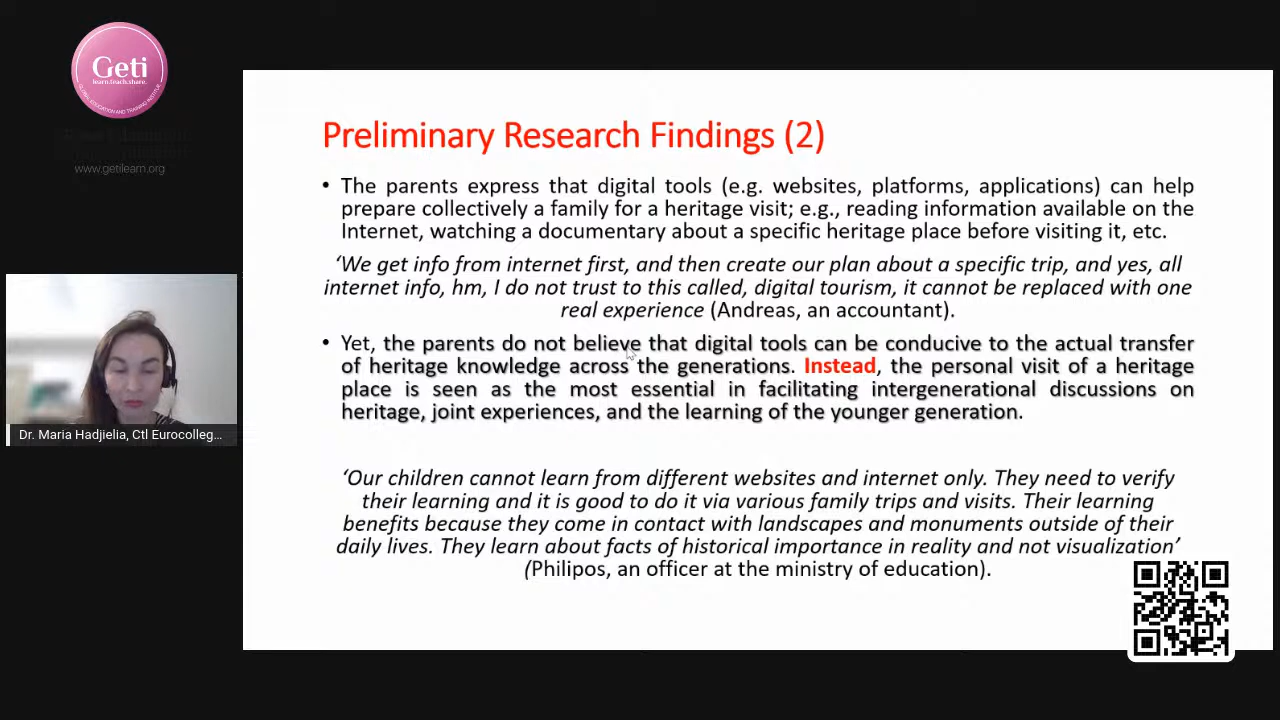 Geti
learn.teach.share.
GLOBAL EDUCATION AND TRAINING INSTITUTE
www.getilearn.org
Preliminary Research Findings (2)
• The parents express that digital tools (e.g. websites, platforms, applications) can help
prepare collectively a family for a heritage visit; e.g., reading information available on the
Internet, watching a documentary about a specific heritage place before visiting it, etc.
‘We get info from internet first, and then create our plan about a specific trip, and yes, all
internet info, hm, I do not trust to this called, digital tourism, it cannot be replaced with one
real experience (Andreas, an accountant).
• Yet, the parents do not believe that digital tools can be conducive to the actual transfer
of heritage knowledge across the generations. Instead, the personal visit of a heritage
place is seen as the most essential in facilitating intergenerational discussions on
heritage, joint experiences, and the learning of the younger generation.
‘Our children cannot learn from different websites and internet only. They need to verify
their learning and it is good to do it via various family trips and visits. Their learning
benefits because they come in contact with landscapes and monuments outside of their
daily lives. They learn about facts of historical importance in reality and not visualization’
(Philipos, an officer at the ministry of education).
Dr. Maria Hadjielia, Ctl Eurocolleg...